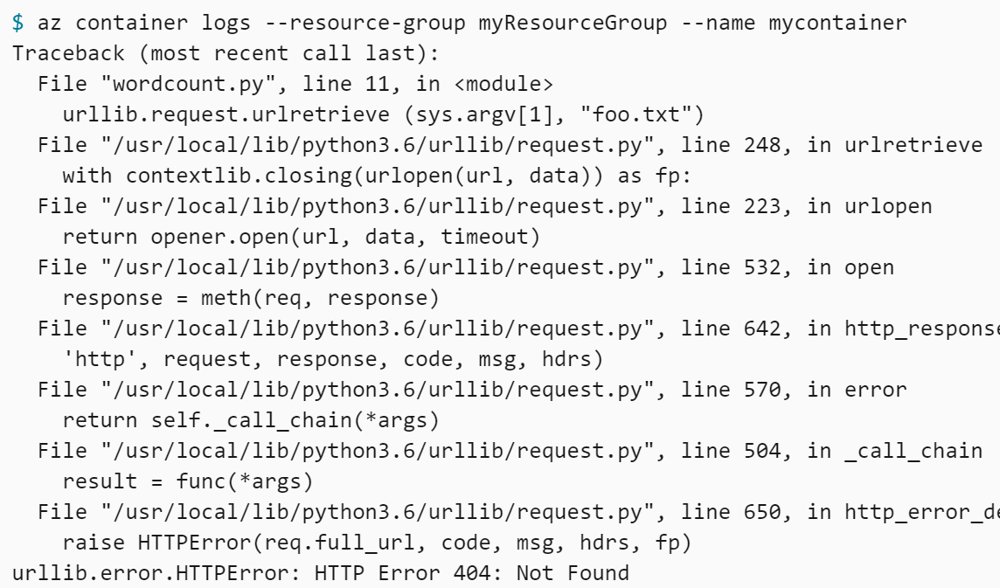 $ az container logs --resource-group myResourceGroup --name mycontainer
Traceback (most recent call last):
  File "wordcount.py", line 11, in <module>
    urllib.request.urlretrieve (sys.argv[1], "foo.txt")
  File "/usr/local/lib/python3.6/urllib/request.py", line 248, in urlretrieve
    with contextlib.closing(urlopen(url, data)) as fp:
  File "/usr/local/lib/python3.6/urllib/request.py", line 223, in urlopen
    return opener.open(url, data, timeout)
  File "/usr/local/lib/python3.6/urllib/request.py", line 532, in open
    response = meth(req, response)
  File "/usr/local/lib/python3.6/urllib/request.py", line 642, in http_response
    'http', request, response, code, msg, hdrs)
  File "/usr/local/lib/python3.6/urllib/request.py", line 570, in error
    return self._call_chain(*args)
  File "/usr/local/lib/python3.6/urllib/request.py", line 504, in _call_chain
    result = func(*args)
  File "/usr/local/lib/python3.6/urllib/request.py", line 650, in http_error_de
    raise HTTPError(req.full_url, code, msg, hdrs, fp)
urllib.error.HTTPError: HTTP Error 404: Not Found